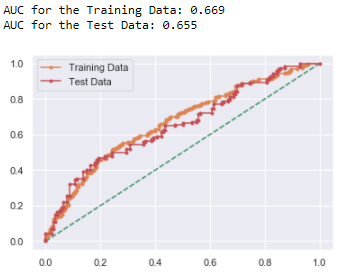 AUC for the Training Data: 0.669
AUC for the Test Data: 0.655
1.0
0.8
0.6
0.4
0.2
0.0
Training Data
Test Data
0.0 0.2 0.4 0.6 0.8 1.0